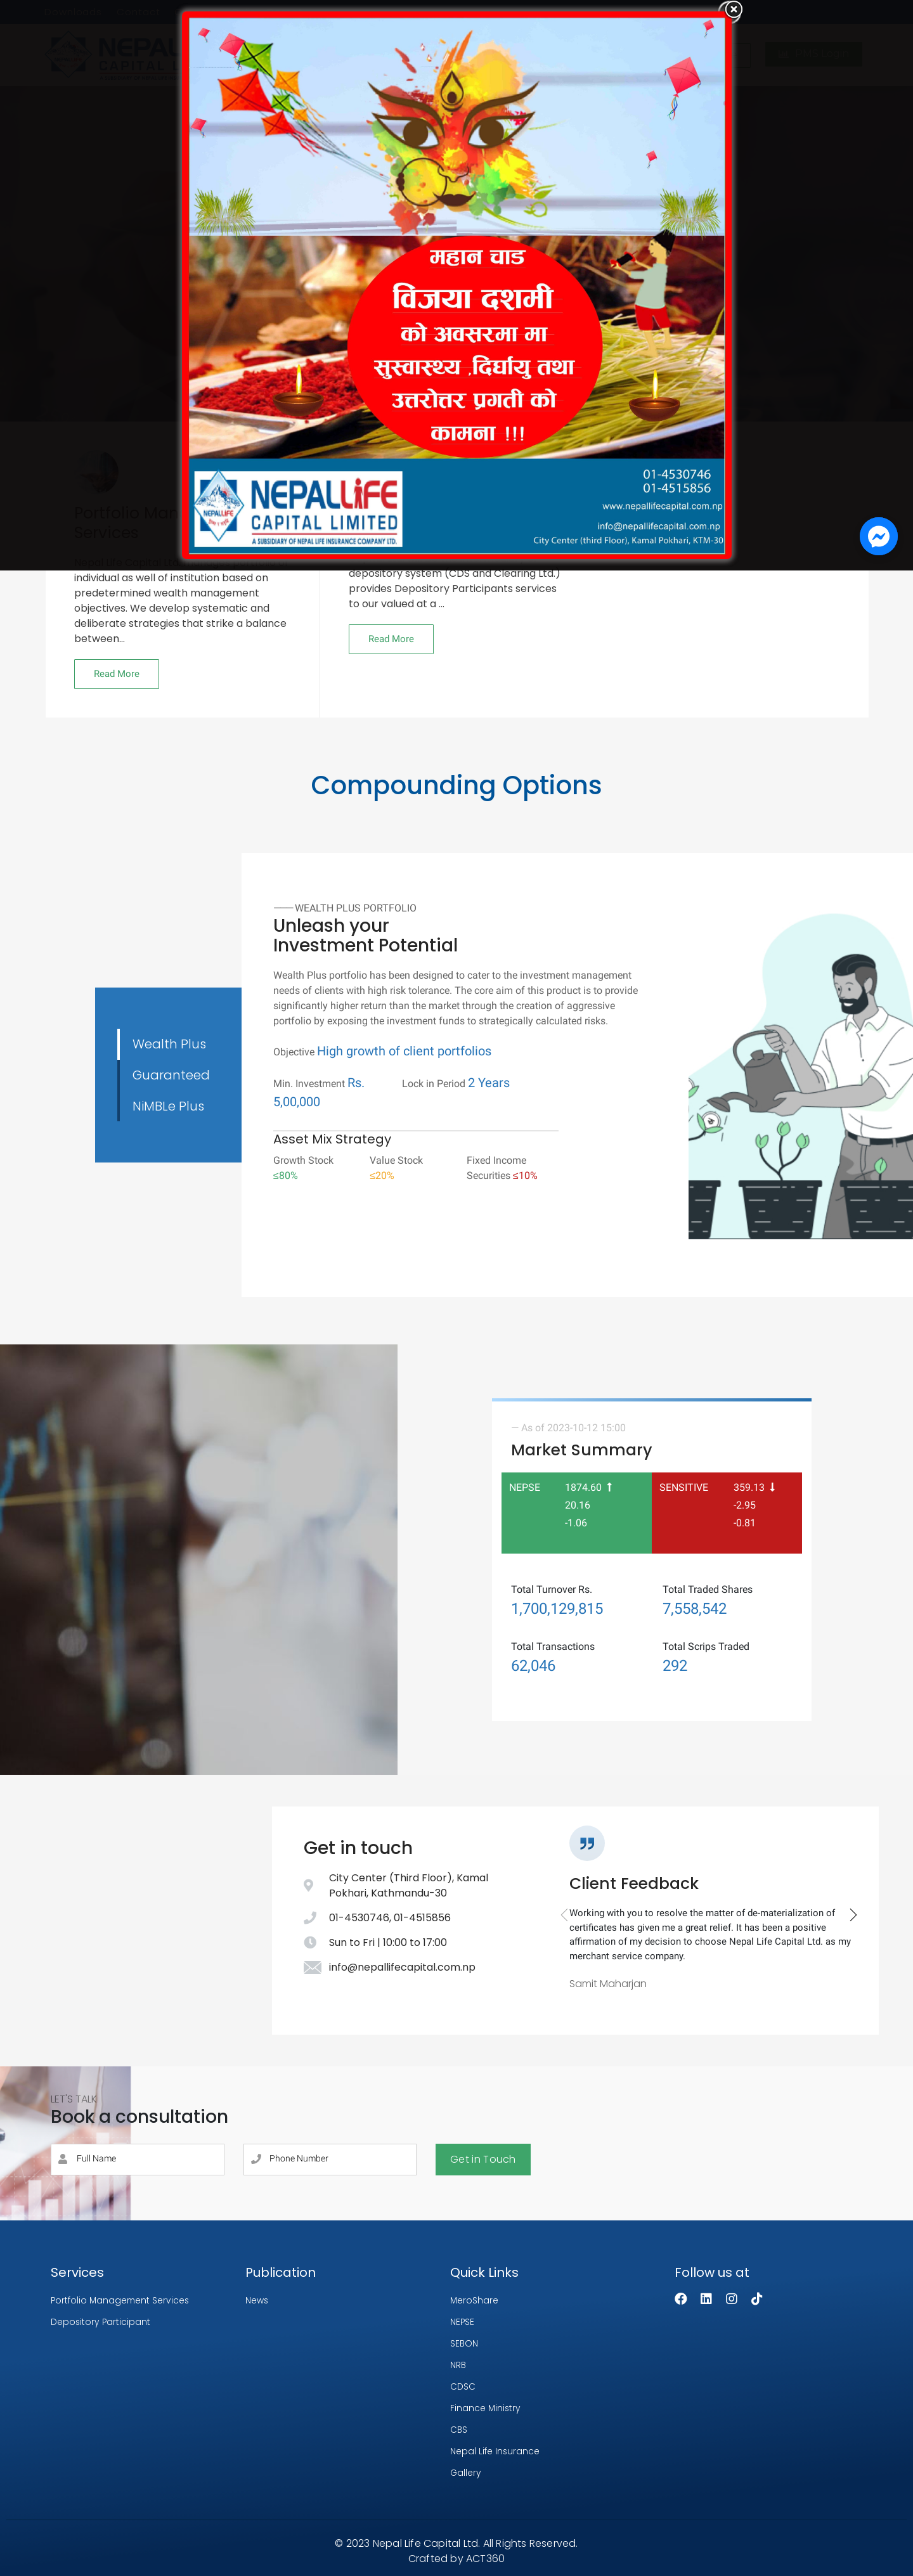 NEPAL
CAPITAL L
महान चाड
विजया दशमी
को अवसरमा मा
सुस्वास्थ्य ,दिर्घायु तथा
उत्तरोत्तर प्रगती को
कामना !!!
NEPALLIFE
NEPALLIFE
CAPITAL LIMITED
A SUBSIDIARY OF NEPAL LIFE INSURANCE COMPANY LTD.
01-4530746
01-4515856
www.nepallifecapital.com.np
info@nepallifecapital.com.np
City Center (third Floor), Kamal Pokhari, KTM-30
Portfolio Man
Services
individual as well of institution based on
predetermined wealth management
objectives. We develop systematic and
deliberate strategies that strike a balance
between...
Read More
depository system (CDS and Clearing Ltd.)
provides Depository Participants services
to our valued at a ...
Read More
Compounding Options
Wealth Plus
Guaranteed
NiMBLe Plus
WEALTH PLUS PORTFOLIO
Unleash your
Investment Potential
Wealth Plus portfolio has been designed to cater to the investment management
needs of clients with high risk tolerance. The core aim of this product is to provide
significantly higher return than the market through the creation of aggressive
portfolio by exposing the investment funds to strategically calculated risks.
Objective High growth of client portfolios
Min. Investment Rs.
5,00,000
Lock in Period 2 Years
Asset Mix Strategy
Growth Stock
≤80%
Value Stock
≤20%
Fixed Income
Securities ≤10%
— As of 2023-10-12 15:00
Market Summary
NEPSE
1874.60
20.16
-1.06
SENSITIVE
359.13
-2.95
-0.81
Total Turnover Rs.
1,700,129,815
Total Traded Shares
7,558,542
Total Transactions
62,046
Total Scrips Traded
292
Get in touch
City Center (Third Floor), Kamal
Pokhari, Kathmandu-30
01-4530746, 01-4515856
Sun to Fri | 10:00 to 17:00
info@nepallifecapital.com.np
Client Feedback
Working with you to resolve the matter of de-materialization of
certificates has given me a great relief. It has been a positive
affirmation of my decision to choose Nepal Life Capital Ltd. as my
merchant service company.
Samit Maharjan
LET'S TALK
Book a consultation
Full Name
Phone Number
Get in Touch
Services
Portfolio Management Services
Depository Participant
Publication
News
Quick Links
MeroShare
NEPSE
SEBON
NRB
CDSC
Finance Ministry
CBS
Nepal Life Insurance
Gallery
Follow us at
© 2023 Nepal Life Capital Ltd. All Rights Reserved.
Crafted by ACT360